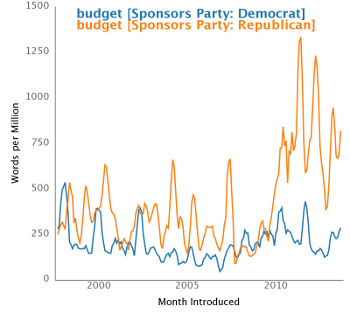 budget [Sponsors Party: Democrat]
budget [Sponsors Party: Republican]
1500
1250
1000
750
500
250
0
Words per Million
2000
2005
2010
Month Introduced